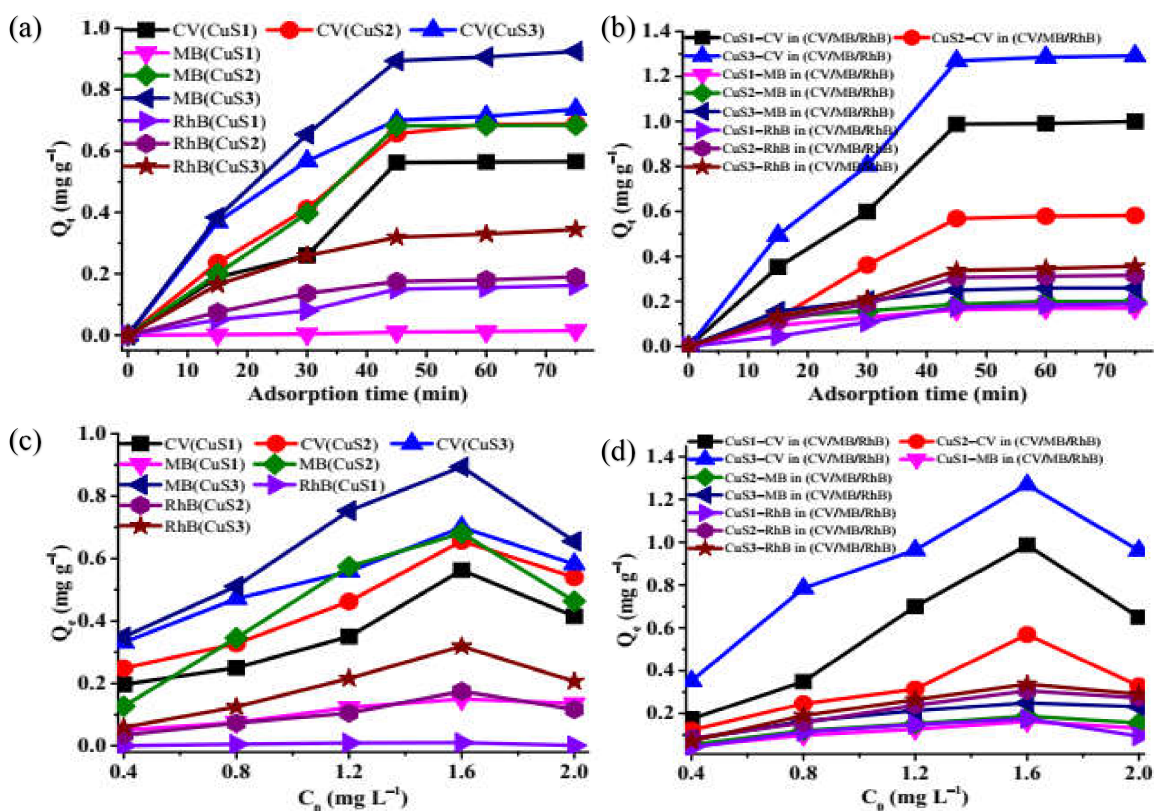 (a)
CV(CuS1) CV(CuS2) CV(CuS3)
MB(CuS1)
MB(CuS2)
MB(CuS3)
RhB(CuS1)
RhB(CuS2)
RhB(CuS3)
1.0
0.8
0.6
0.4
0.2
0.0
Qt (mg g−1)
0 10 20 30 40 50 60 70
Adsorption time (min)
(b)
CuS1−CV in (CV/MB/RhB) CuS2−CV in (CV/MB/RhB)
CuS3−CV in (CV/MB/RhB)
CuS1−MB in (CV/MB/RhB)
CuS2−MB in (CV/MB/RhB)
CuS3−MB in (CV/MB/RhB)
CuS1−RhB in (CV/MB/RhB)
CuS2−RhB in (CV/MB/RhB)
CuS3−RhB in (CV/MB/RhB)
1.4
1.2
1.0
0.8
0.6
0.4
0.2
0.0
Qt (mg g−1)
0 10 20 30 40 50 60 70
Adsorption time (min)
(c)
CV(CuS1) CV(CuS2) CV(CuS3)
MB(CuS1) MB(CuS2)
MB(CuS3) RhB(CuS1)
RhB(CuS2)
RhB(CuS3)
1.0
0.8
0.6
0.4
0.2
0.0
Qe (mg g−1)
0.4 0.8 1.2 1.6 2.0
C0 (mg L−1)
(d)
CuS1−CV in (CV/MB/RhB) CuS2−CV in (CV/MB/RhB)
CuS3−CV in (CV/MB/RhB) CuS1−MB in (CV/MB/RhB)
CuS2−MB in (CV/MB/RhB)
CuS3−MB in (CV/MB/RhB)
CuS1−RhB in (CV/MB/RhB)
CuS2−RhB in (CV/MB/RhB)
CuS3−RhB in (CV/MB/RhB)
1.4
1.2
1.0
0.8
0.6
0.4
0.2
Qe (mg g−1)
0.4 0.8 1.2 1.6 2.0
C0 (mg L−1)